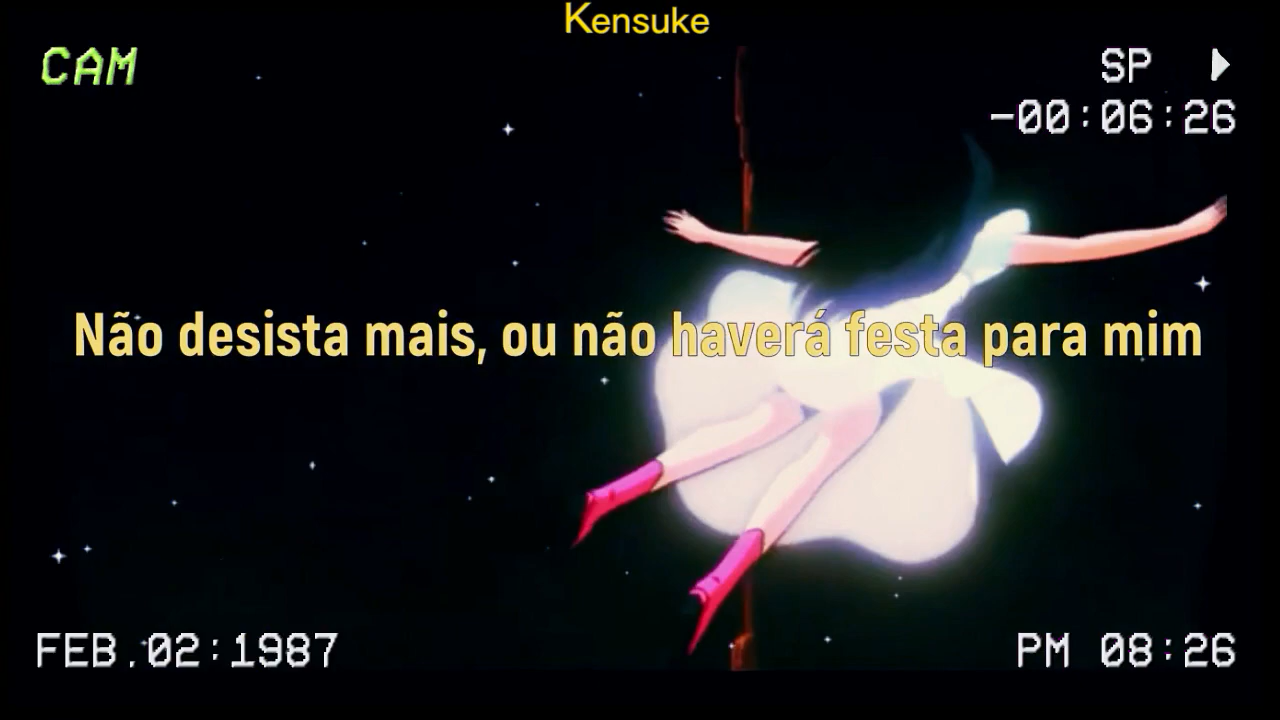 Kensuke
CAM
SP
-00:06:26
Não desista mais, ou não haverá festa para mim
FEB.02:1987
PM 08:26